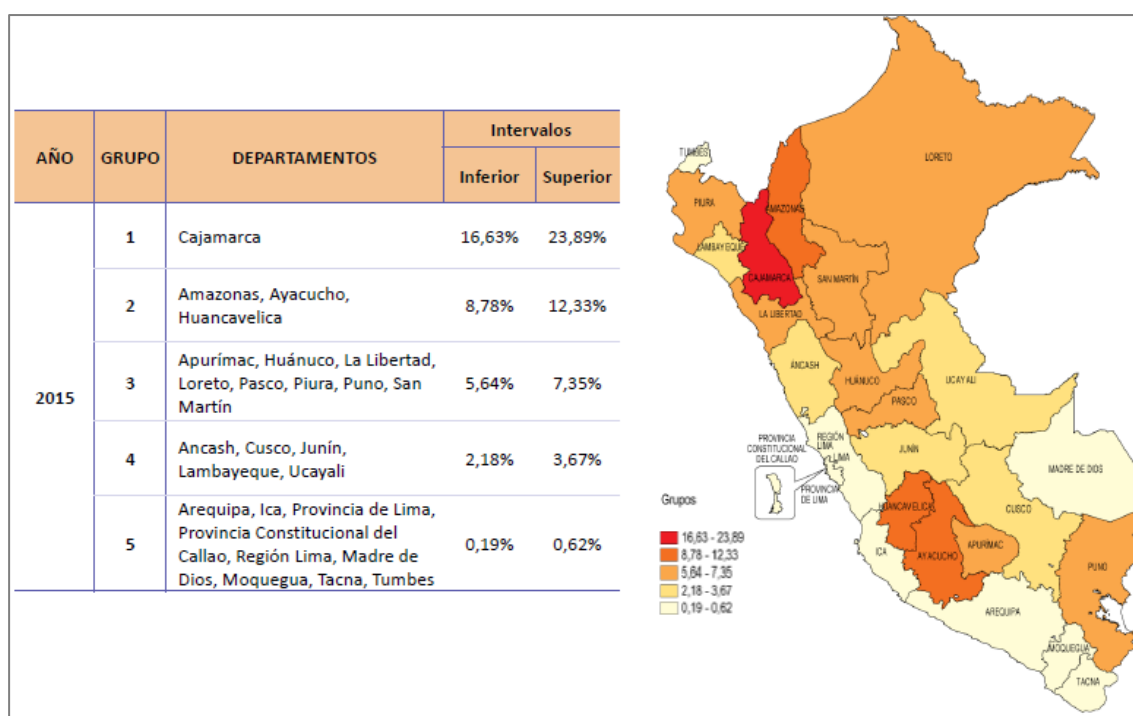 AÑO GRUPO DEPARTAMENTOS Intervalos
Inferior Superior
2015
1 Cajamarca 16,63% 23,89%
2 Amazonas, Ayacucho,
Huancavelica 8,78% 12,33%
3 Apurímac, Huánuco, La Libertad,
Loreto, Pasco, Piura, Puno, San
Martín 5,64% 7,35%
4 Ancash, Cusco, Junín,
Lambayeque, Ucayali 2,18% 3,67%
5 Arequipa, Ica, Provincia de Lima,
Provincia Constitucional del
Callao, Región Lima, Madre de
Dios, Moquegua, Tacna, Tumbes 0,19% 0,62%
TUMBES
LORETO
PIURA
AMAZONAS
LAMBAYEQUE
CAJAMARCA
SAN MARTÍN
LA LIBERTAD
ÁNCASH
HUÁNUCO
UCAYALI
PASCO
PROVINCIA
CONSTITUCIONAL
DEL CALLAO
REGIÓN
LIMA
LIMA
JUNÍN
MADRE DE DIOS
PROVINCIA
DE LIMA
HUANCAVELICA
CUSCO
ICA
AYACUCHO
APURÍMAC
PUNO
AREQUIPA
MOQUEGUA
TACNA
Grupos
16,63 - 23,89
8,78 - 12,33
5,64 - 7,35
2,18 - 3,67
0,19 - 0,62